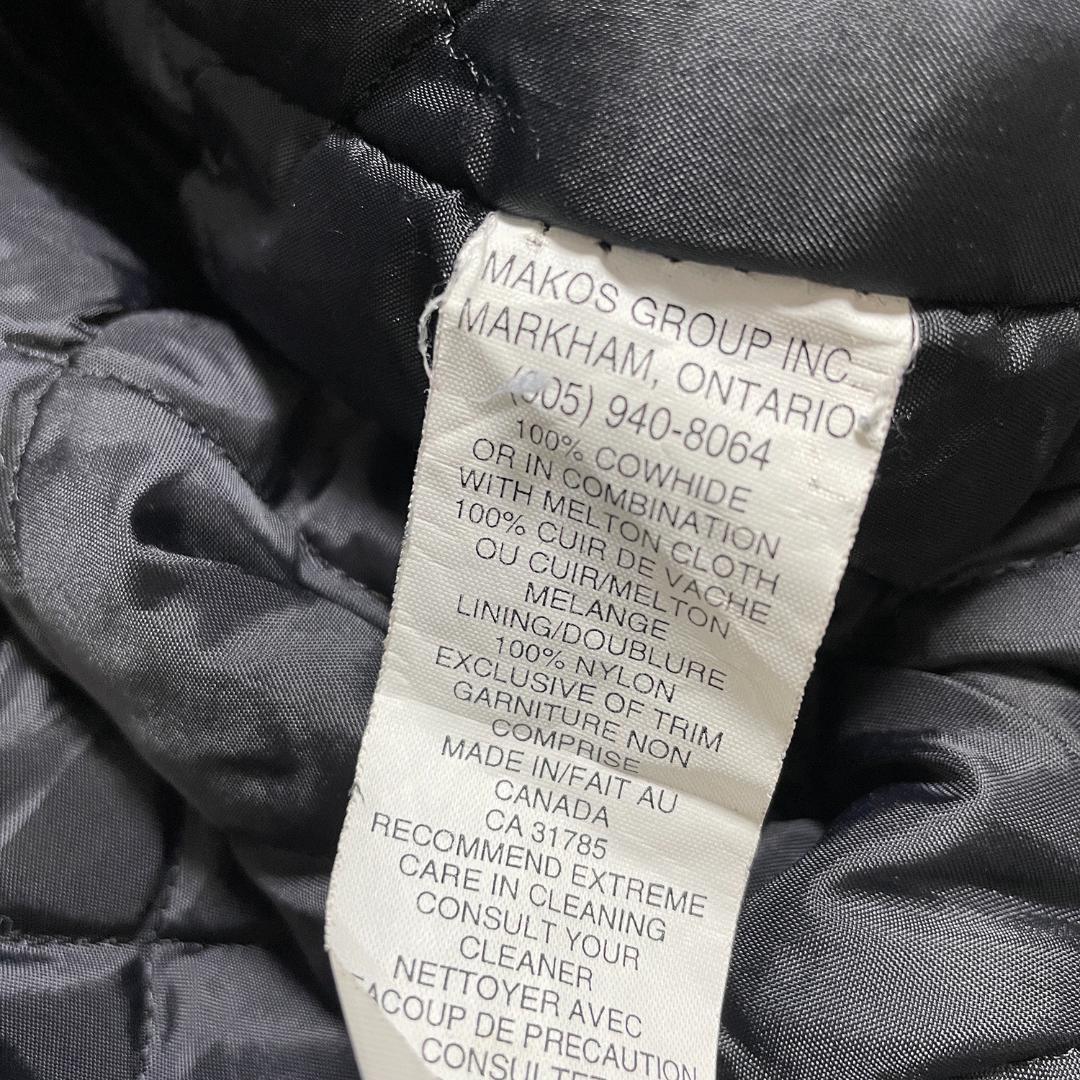 MAKOS GROUP INC.
MARKHAM, ONTARIO
(905) 940-8064
100% COWHIDE
OR IN COMBINATION
WITH MELTON CLOTH
100% CUIR DE VACHE
OU CUIR/MELTON
MELANGE
LINING/DOUBLURE
100% NYLON
EXCLUSIVE OF TRIM
GARNITURE NON
COMPRISE
MADE IN/FAIT AU
CANADA
CA 31785
RECOMMEND EXTREME
CARE IN CLEANING
CONSULT YOUR
CLEANER
NETTOYER AVEC
DE PRECAUTION